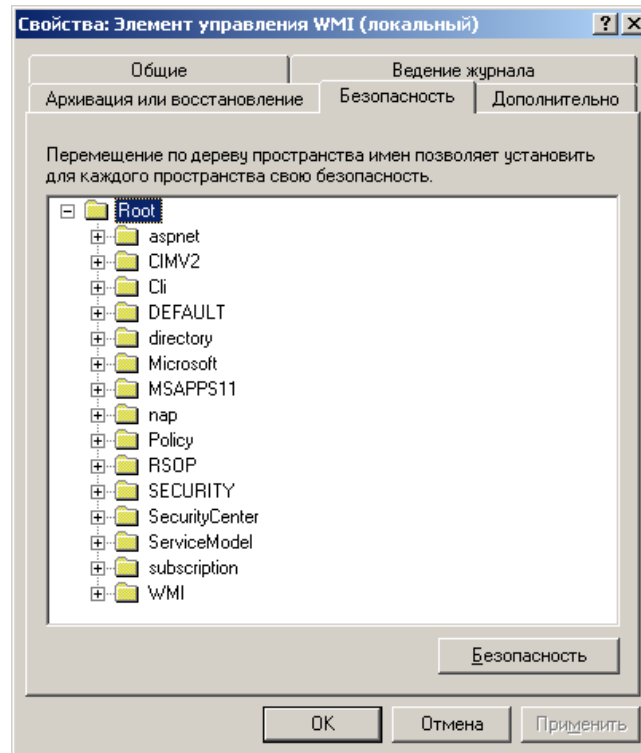 Свойства: Элемент управления WMI (локальный)
Общие
Ведение журнала
Архивация или восстановление
Безопасность
Дополнительно
Перемещение по дереву пространства имен позволяет установить
для каждого пространства свою безопасность.
Root
aspnet
CIMV2
Cli
DEFAULT
directory
Microsoft
MSAPPS11
nap
Policy
RSOP
SECURITY
SecurityCenter
ServiceModel
subscription
WMI
Безопасность
OK
Отмена
Применить